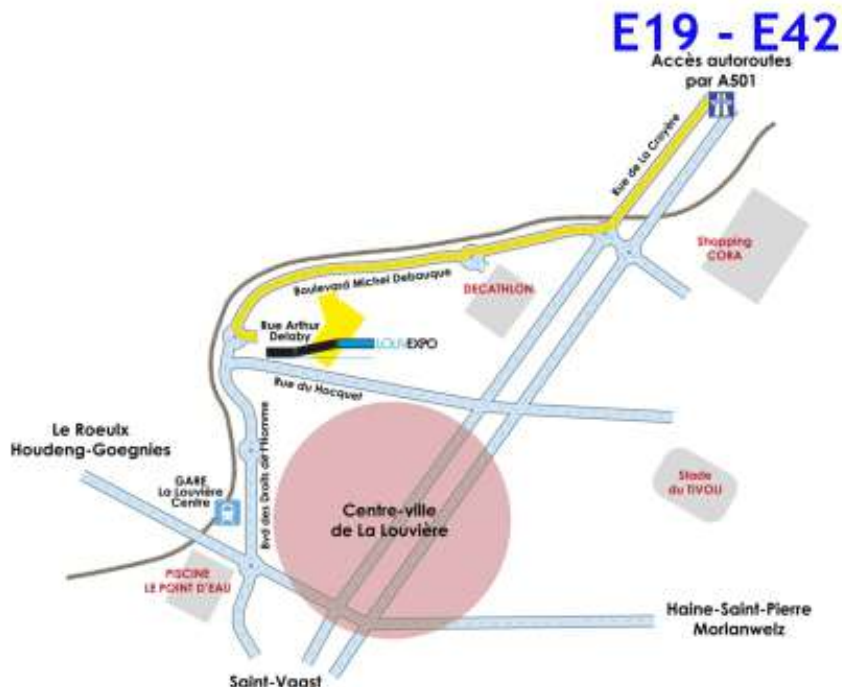 E19 - E42
Accès autoroutes
par A501
Rue de La Croyère
Shopping
CORA
Boulevard Michel Debauque
DECATHLON
Rue Arthur
Delaby
LOUVEXPO
Rue du Hocquet
Le Roeulx
Houdeng-Goegnies
Bvd des Droits de l'Homme
GARE
La Louvière
Centre
Stade
du TIVOLI
Centre-ville
de La Louvière
PISCINE
LE POINT D'EAU
Haine-Saint-Pierre
Morlanwelz
Saint-Vaast